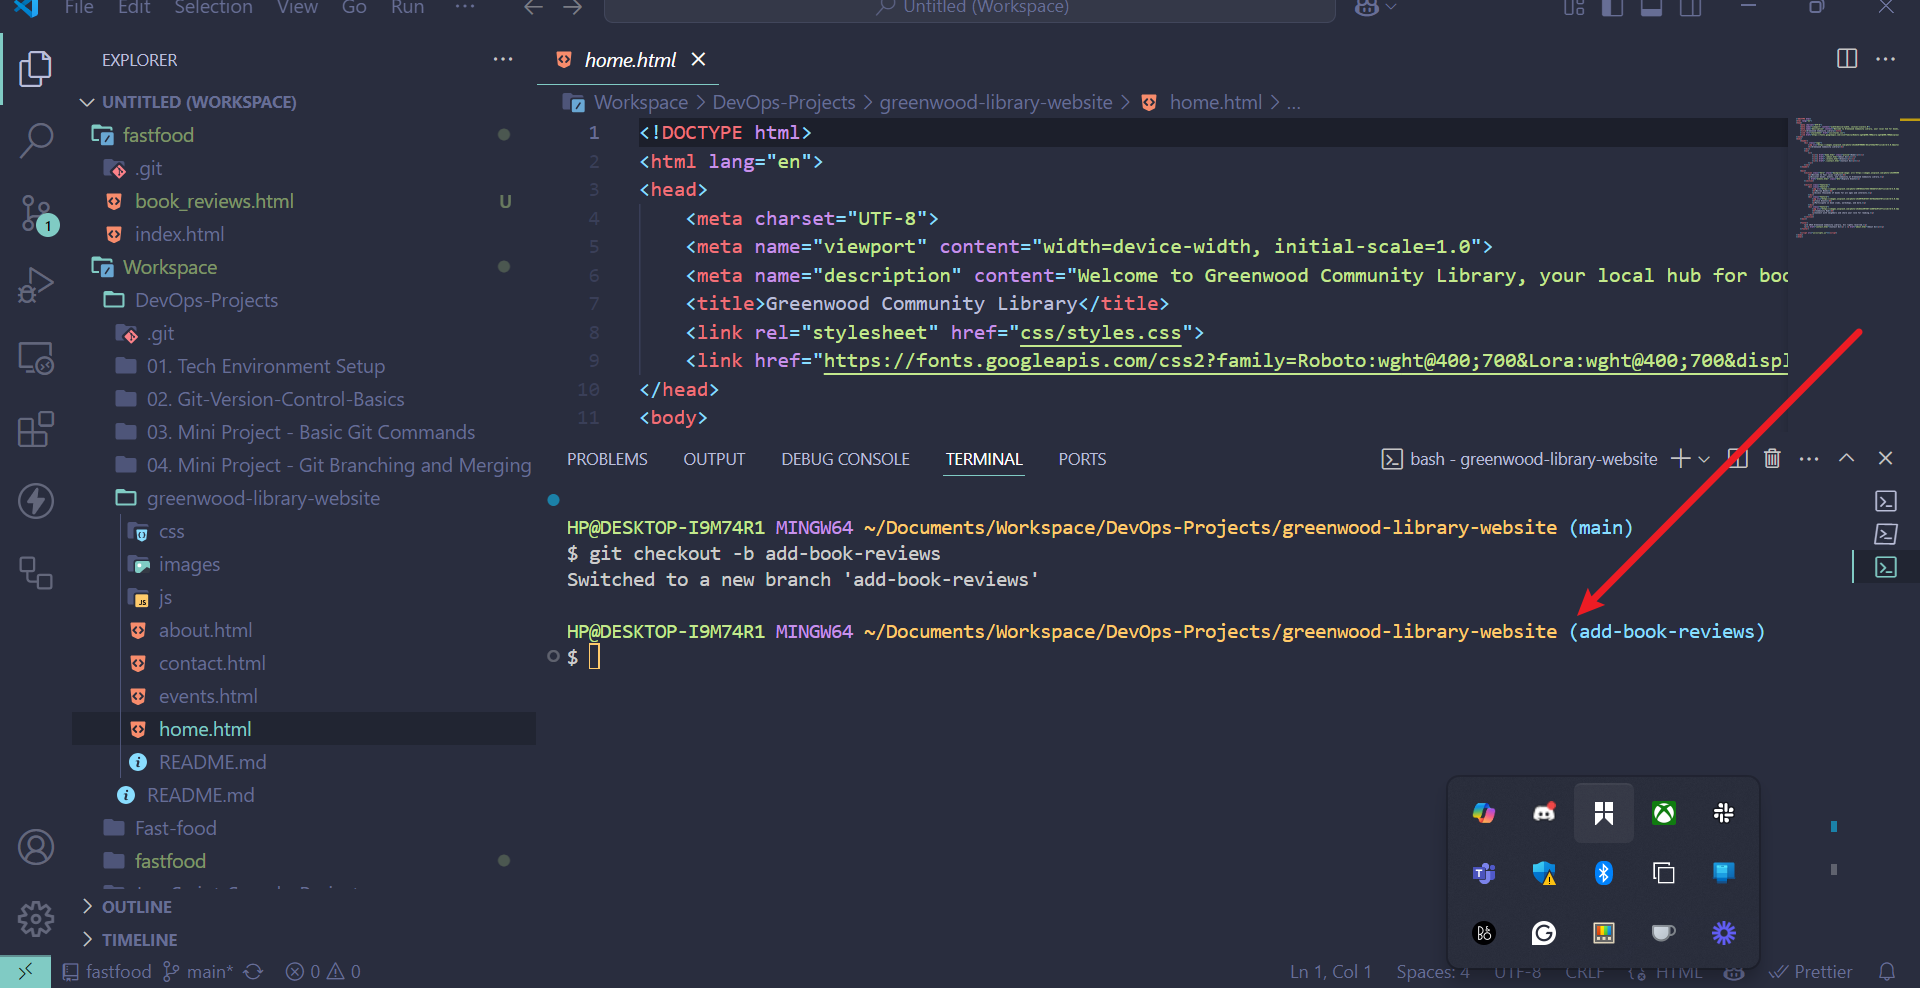 File Edit Selection View Go Run ··· Untitled (Workspace)
EXPLORER
UNTITLED (WORKSPACE)
fastfood
.git
book_reviews.html U
index.html
1
Workspace
DevOps-Projects
.git
01. Tech Environment Setup
02. Git-Version-Control-Basics
03. Mini Project - Basic Git Commands
04. Mini Project - Git Branching and Merging
greenwood-library-website
css
images
js
about.html
contact.html
events.html
home.html
README.md
README.md
Fast-food
fastfood
OUTLINE
TIMELINE
home.html
Workspace > DevOps-Projects > greenwood-library-website > home.html > ...
1 <!DOCTYPE html>
2 <html lang="en">
3 <head>
4 <meta charset="UTF-8">
5 <meta name="viewport" content="width=device-width, initial-scale=1.0">
6 <meta name="description" content="Welcome to Greenwood Community Library, your local hub for boo
7 <title>Greenwood Community Library</title>
8 <link rel="stylesheet" href="css/styles.css">
9 <link href="https://fonts.googleapis.com/css2?family=Roboto:wght@400;700&Lora:wght@400;700&displ
10 </head>
11 <body>
PROBLEMS OUTPUT DEBUG CONSOLE TERMINAL PORTS bash - greenwood-library-website
HP@DESKTOP-I9M74R1 MINGW64 ~/Documents/Workspace/DevOps-Projects/greenwood-library-website (main)
$ git checkout -b add-book-reviews
Switched to a new branch 'add-book-reviews'
HP@DESKTOP-I9M74R1 MINGW64 ~/Documents/Workspace/DevOps-Projects/greenwood-library-website (add-book-reviews)
$
fastfood main* 0 0 Ln 1, Col 1 Spaces: 4 UTF-8 CRLF HTML Prettier